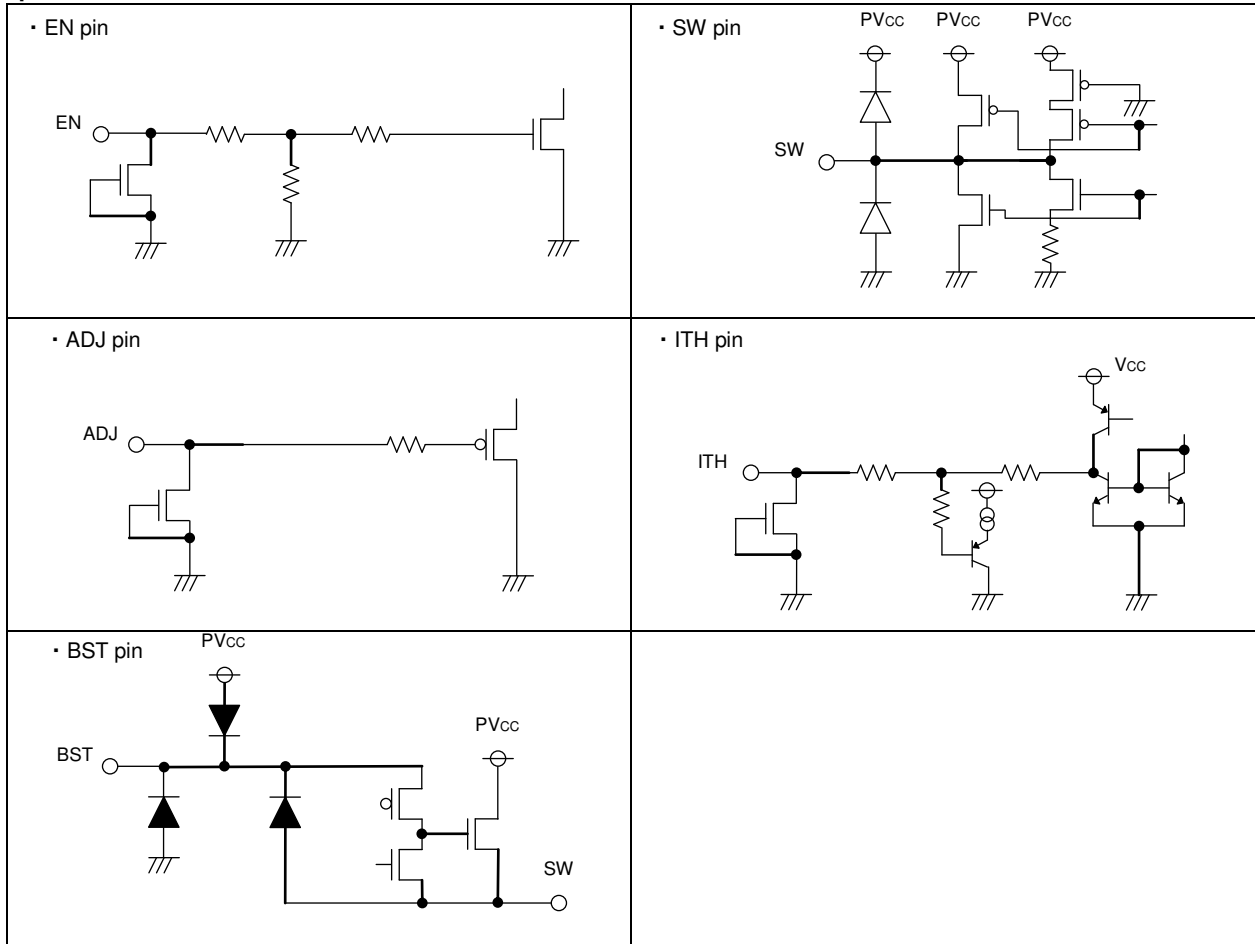 ・EN pin
EN
・SW pin
PVCC PVCC PVCC
SW
・ADJ pin
ADJ
・ITH pin
VCC
ITH
・BST pin
PVCC
PVCC
BST
SW